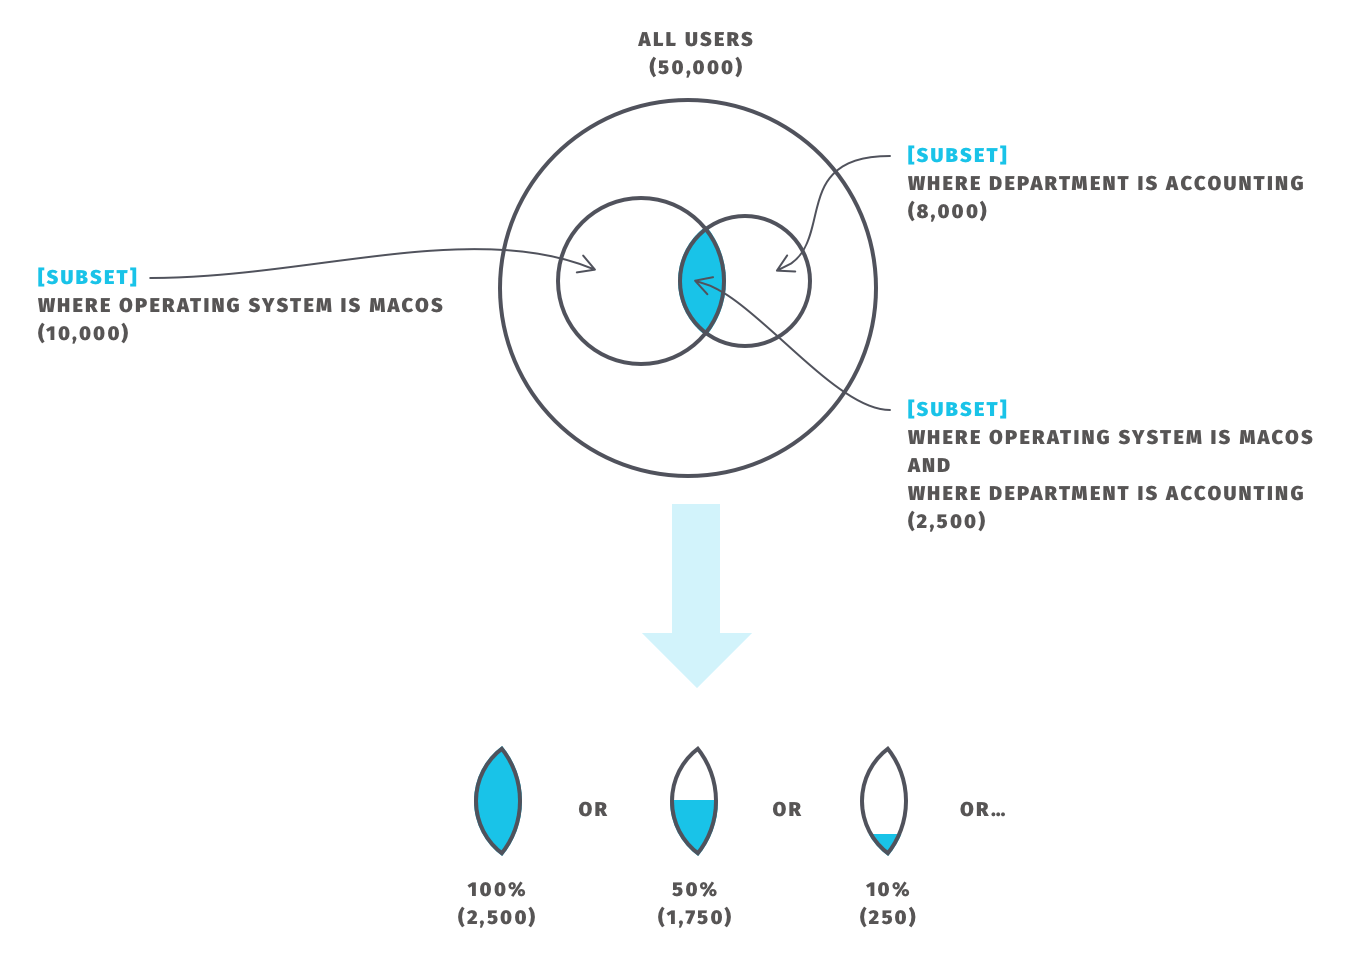 ALL USERS
(50,000)
[SUBSET]
WHERE DEPARTMENT IS ACCOUNTING
(8,000)
[SUBSET]
WHERE OPERATING SYSTEM IS MACOS
(10,000)
[SUBSET]
WHERE OPERATING SYSTEM IS MACOS
AND
WHERE DEPARTMENT IS ACCOUNTING
(2,500)
OR
OR
OR…
100%
(2,500)
50%
(1,750)
10%
(250)